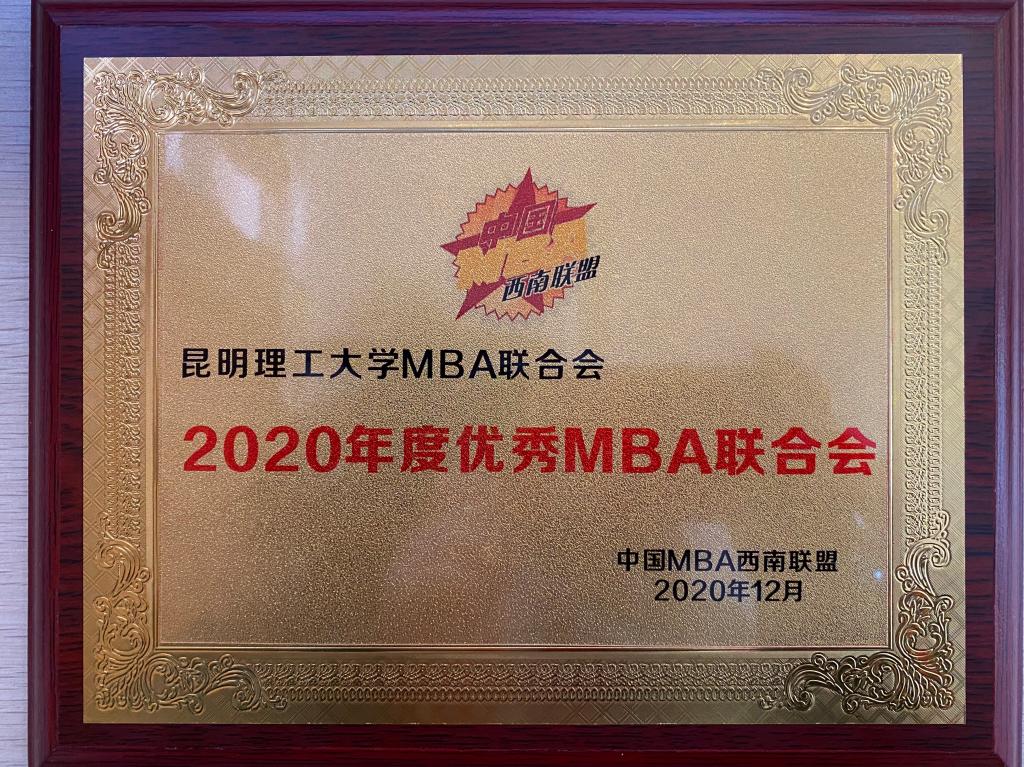 中国
MBA
西南联盟
昆明理工大学MBA联合会
2020年度优秀MBA联合会
中国MBA西南联盟
2020年12月